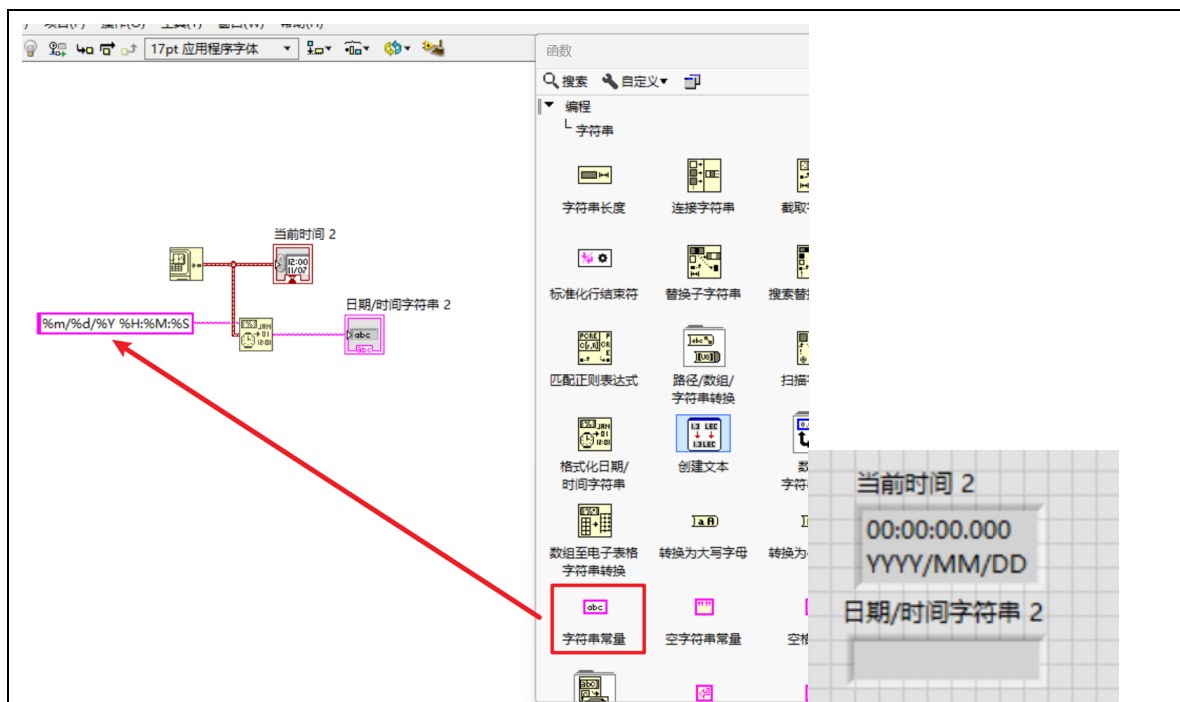 17pt 应用程序字体
函数
搜索 自定义
编程
字符串
字符串长度 连接字符串
标准化行结束符 替换子字符串
匹配正则表达式 路径/数组/
字符串转换
格式化日期/
时间字符串
创建文本
数组至电子表格
字符串转换
转换为大写字母
abc
字符串常量 空字符串常量
当前时间 2
12:00
11/07
日期/时间字符串 2
%m/%d/%Y %H:%M:%S
abc
当前时间 2
00:00:00.000
YYYY/MM/DD
日期/时间字符串 2